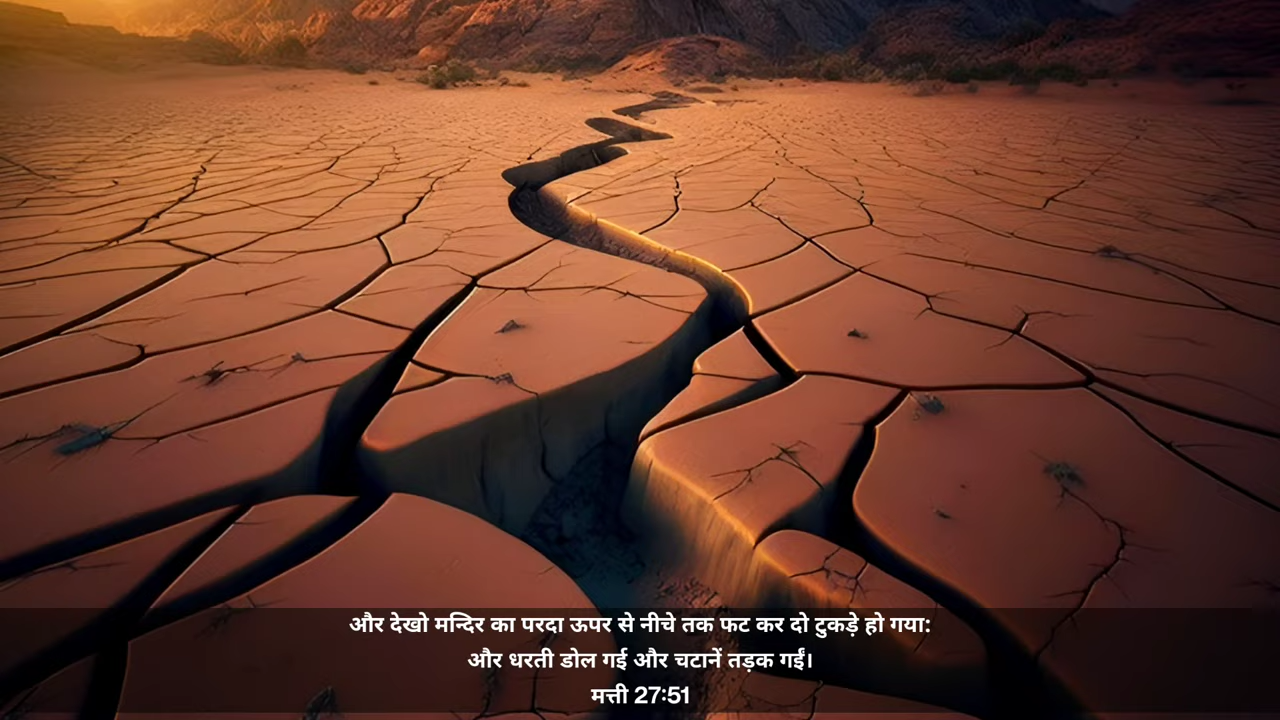 और देखो मन्दिर का परदा ऊपर से नीचे तक फट कर दो टुकड़े हो गया:
और धरती डोल गई और चटानें तड़क गईं।
मत्ती 27:51